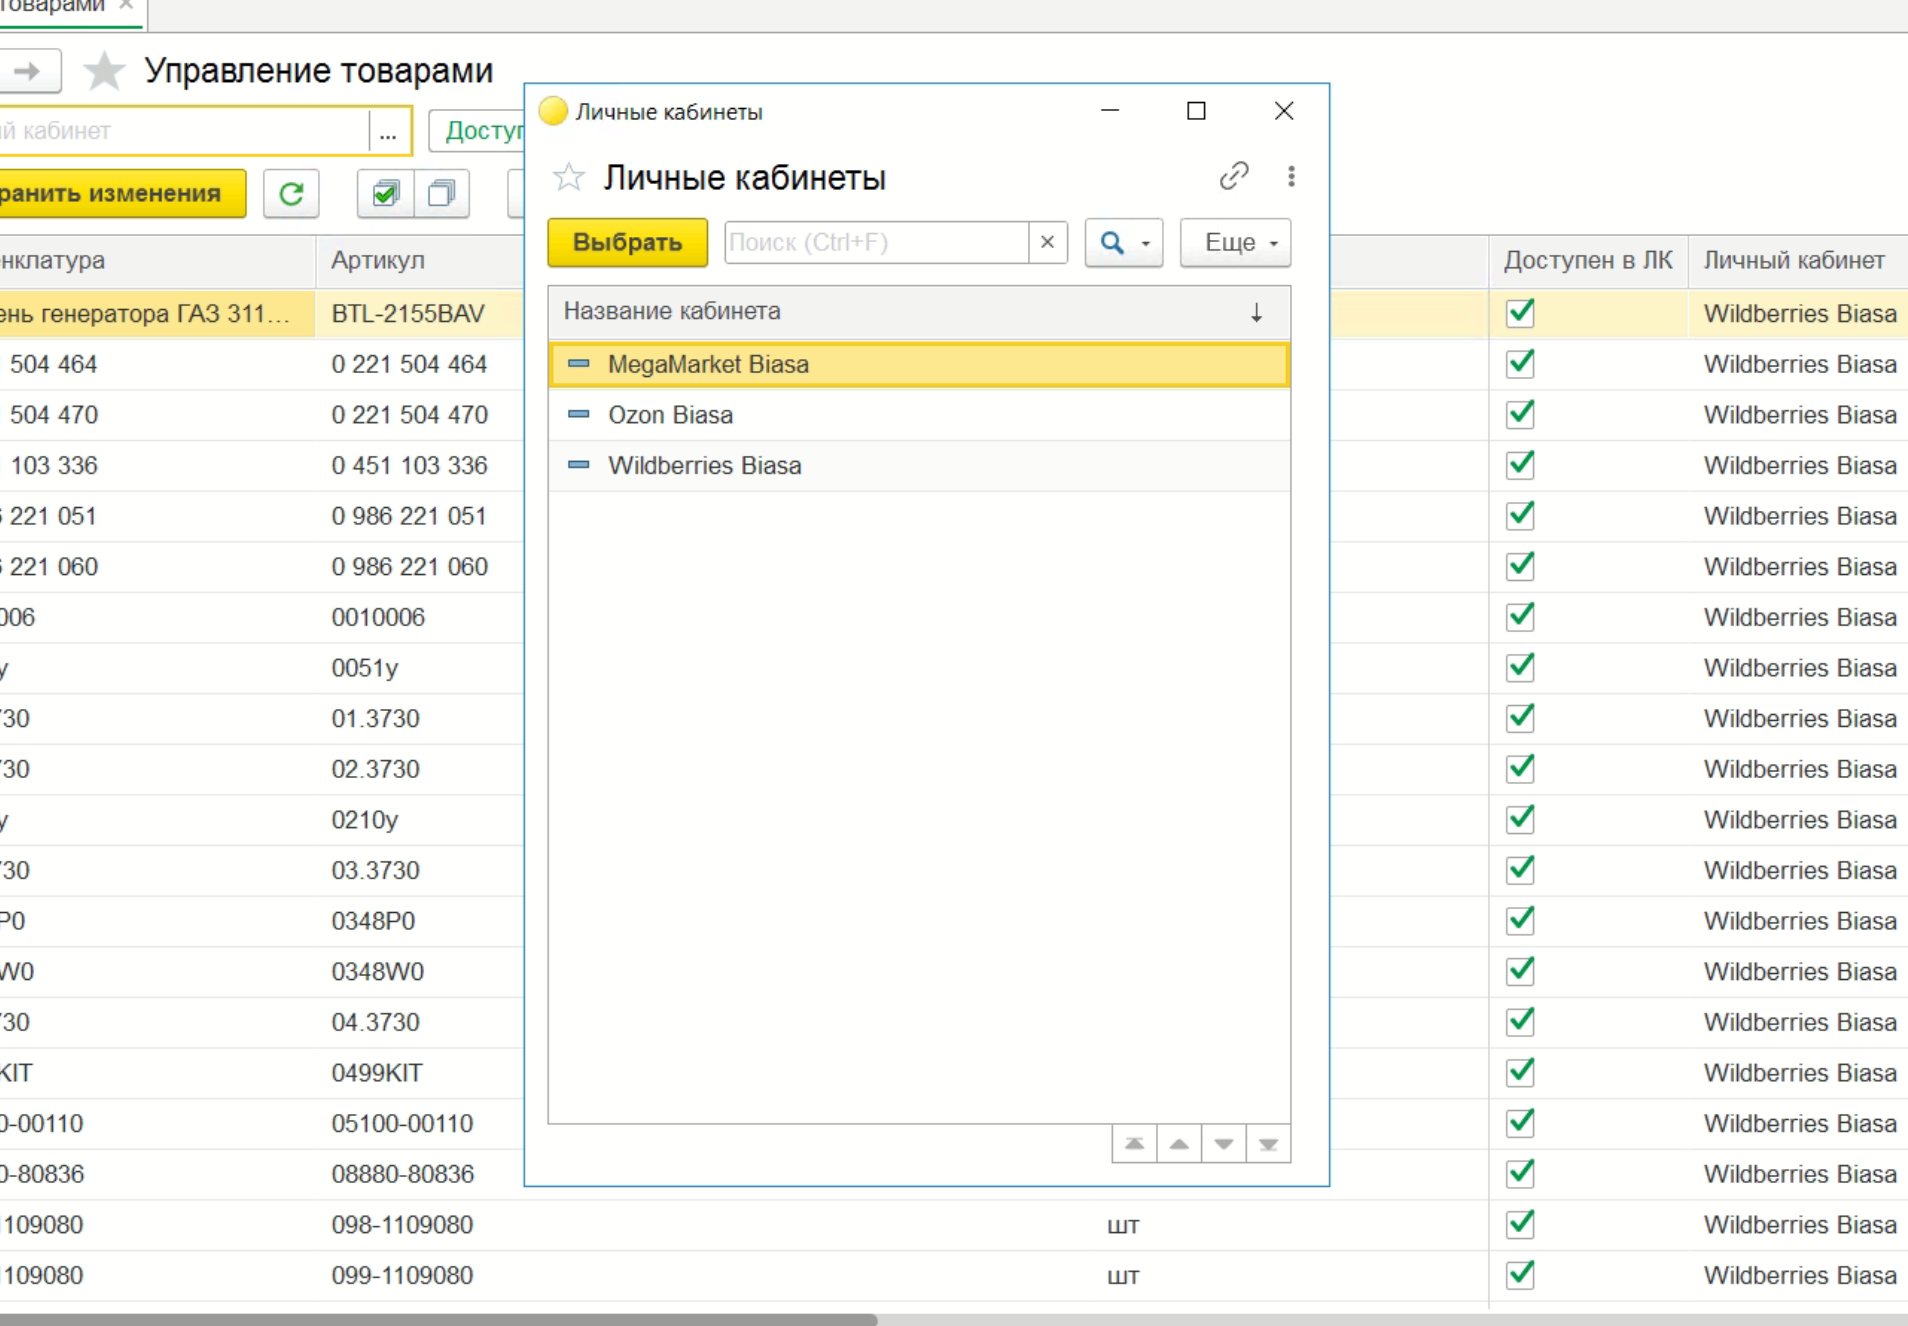 товарами
Управление товарами
й кабинет
...
Доступ
ранить изменения
нклатура Артикул Доступен в ЛК Личный кабинет
ень генератора ГАЗ 311... BTL-2155BAV Wildberries Biasa
504 464 0 221 504 464 Wildberries Biasa
504 470 0 221 504 470 Wildberries Biasa
103 336 0 451 103 336 Wildberries Biasa
221 051 0 986 221 051 Wildberries Biasa
221 060 0 986 221 060 Wildberries Biasa
006 0010006 Wildberries Biasa
у 0051у Wildberries Biasa
730 01.3730 Wildberries Biasa
730 02.3730 Wildberries Biasa
у 0210у Wildberries Biasa
730 03.3730 Wildberries Biasa
P0 0348P0 Wildberries Biasa
W0 0348W0 Wildberries Biasa
730 04.3730 Wildberries Biasa
KIT 0499KIT Wildberries Biasa
0-00110 05100-00110 Wildberries Biasa
0-80836 08880-80836 Wildberries Biasa
1109080 098-1109080 шт Wildberries Biasa
1109080 099-1109080 шт Wildberries Biasa
Личные кабинеты
Личные кабинеты
Выбрать
Поиск (Ctrl+F)
Еще
Название кабинета
MegaMarket Biasa
Ozon Biasa
Wildberries Biasa